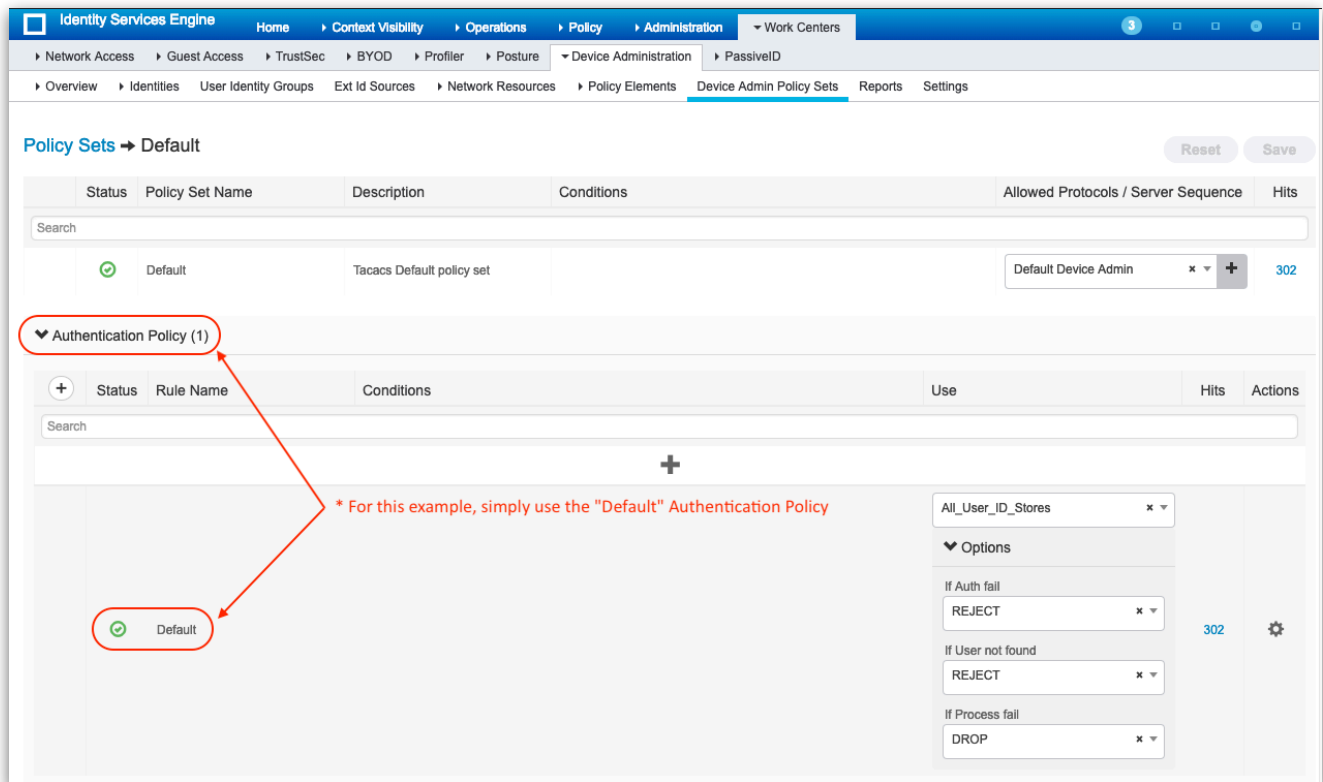 Identity Services Engine
Home Context Visibility Operations Policy Administration Work Centers 3
Network Access Guest Access TrustSec BYOD Profiler Posture Device Administration PassiveID
Overview Identities User Identity Groups Ext Id Sources Network Resources Policy Elements Device Admin Policy Sets Reports Settings
Policy Sets → Default
Reset Save
Status Policy Set Name Description Conditions Allowed Protocols / Server Sequence Hits
Search
Default Tacacs Default policy set Default Device Admin × + 302
Authentication Policy (1)
+ Status Rule Name Conditions Use Hits Actions
Search
+
* For this example, simply use the "Default" Authentication Policy
All_User_ID_Stores ×
Options
If Auth fail
REJECT ×
Default 302
If User not found
REJECT ×
If Process fail
DROP ×